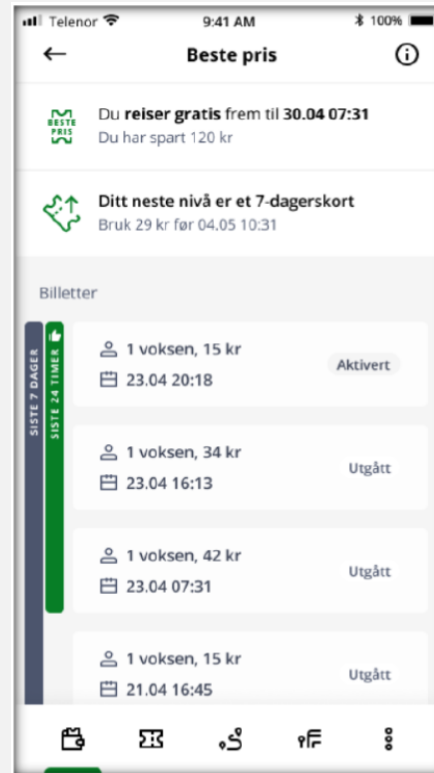 Telenor 9:41 AM 100%
Beste pris
BESTE PRIS
Du reiser gratis frem til 30.04 07:31
Du har spart 120 kr
Ditt neste nivå er et 7-dagerskort
Bruk 29 kr før 04.05 10:31
Billetter
SISTE 7 DAGER
SISTE 24 TIMER
1 voksen, 15 kr
23.04 20:18
Aktivert
1 voksen, 34 kr
23.04 16:13
Utgått
1 voksen, 42 kr
23.04 07:31
Utgått
1 voksen, 15 kr
21.04 16:45
Utgått